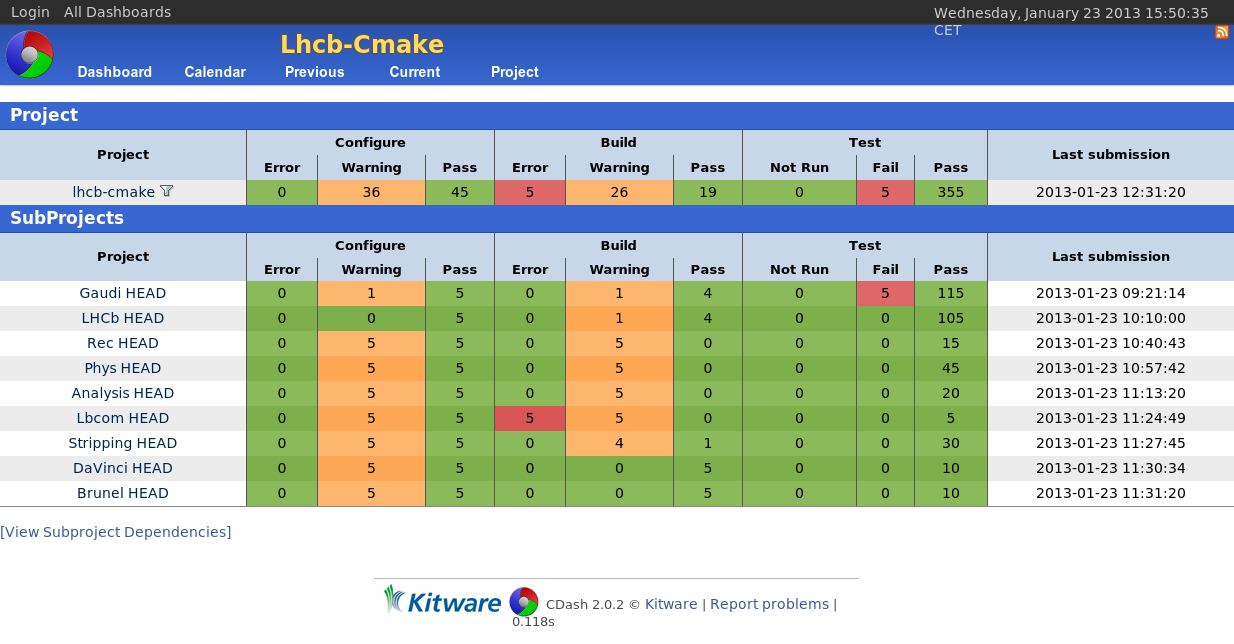 Login All Dashboards
Wednesday, January 23 2013 15:50:35
CET
Lhcb-Cmake
Dashboard Calendar Previous Current Project
Project
Project Configure Build Test Last submission
Error Warning Pass Error Warning Pass Not Run Fail Pass
lhcb-cmake 0 36 45 5 26 19 0 5 355 2013-01-23 12:31:20
SubProjects
Project Configure Build Test Last submission
Error Warning Pass Error Warning Pass Not Run Fail Pass
Gaudi HEAD 0 1 5 0 1 4 0 5 115 2013-01-23 09:21:14
LHCb HEAD 0 0 5 0 1 4 0 0 105 2013-01-23 10:10:00
Rec HEAD 0 5 5 0 5 0 0 0 15 2013-01-23 10:40:43
Phys HEAD 0 5 5 0 5 0 0 0 45 2013-01-23 10:57:42
Analysis HEAD 0 5 5 0 5 0 0 0 20 2013-01-23 11:13:20
Lbcom HEAD 0 5 5 5 5 0 0 0 5 2013-01-23 11:24:49
Stripping HEAD 0 5 5 0 4 1 0 0 30 2013-01-23 11:27:45
DaVinci HEAD 0 5 5 0 0 5 0 0 10 2013-01-23 11:30:34
Brunel HEAD 0 5 5 0 0 5 0 0 10 2013-01-23 11:31:20
[View Subproject Dependencies]
Kitware CDash 2.0.2 © Kitware | Report problems |
0.118s